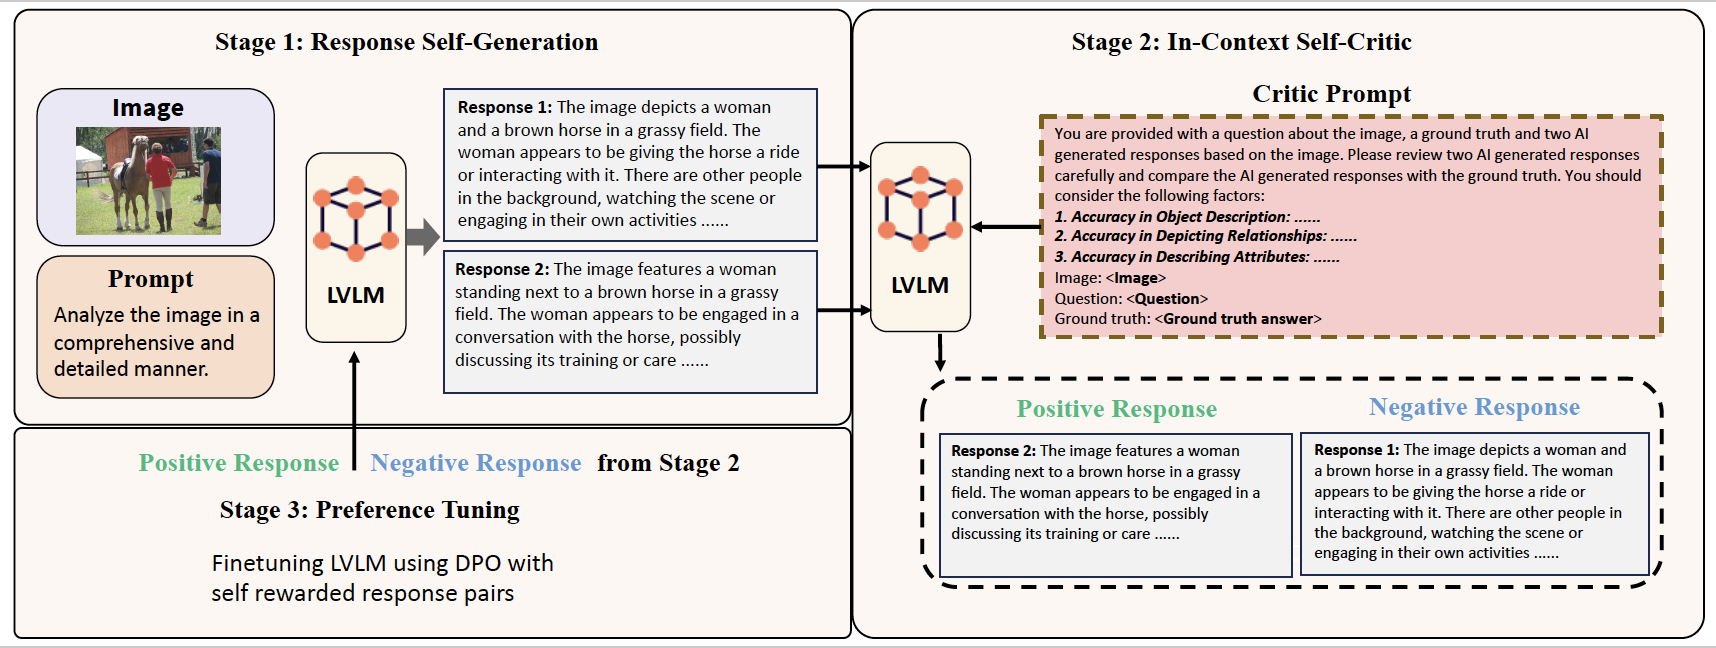 Stage 1: Response Self-Generation
Image
Prompt
Analyze the image in a
comprehensive and
detailed manner.
LVLM
Response 1: The image depicts a woman
and a brown horse in a grassy field. The
woman appears to be giving the horse a ride
or interacting with it. There are other people
in the background, watching the scene or
engaging in their own activities ......
Response 2: The image features a woman
standing next to a brown horse in a grassy
field. The woman appears to be engaged in a
conversation with the horse, possibly
discussing its training or care ......
Stage 2: In-Context Self-Critic
LVLM
Critic Prompt
You are provided with a question about the image, a ground truth and two AI
generated responses based on the image. Please review two AI generated responses
carefully and compare the AI generated responses with the ground truth. You should
consider the following factors:
1. Accuracy in Object Description: ......
2. Accuracy in Depicting Relationships: ......
3. Accuracy in Describing Attributes: ......
Image: <Image>
Question: <Question>
Ground truth: <Ground truth answer>
Positive Response
Response 2: The image features a woman
standing next to a brown horse in a grassy
field. The woman appears to be engaged in a
conversation with the horse, possibly
discussing its training or care ......
Negative Response
Response 1: The image depicts a woman and
a brown horse in a grassy field. The woman
appears to be giving the horse a ride or
interacting with it. There are other people in
the background, watching the scene or
engaging in their own activities ......
Positive Response Negative Response from Stage 2
Stage 3: Preference Tuning
Finetuning LVLM using DPO with
self rewarded response pairs